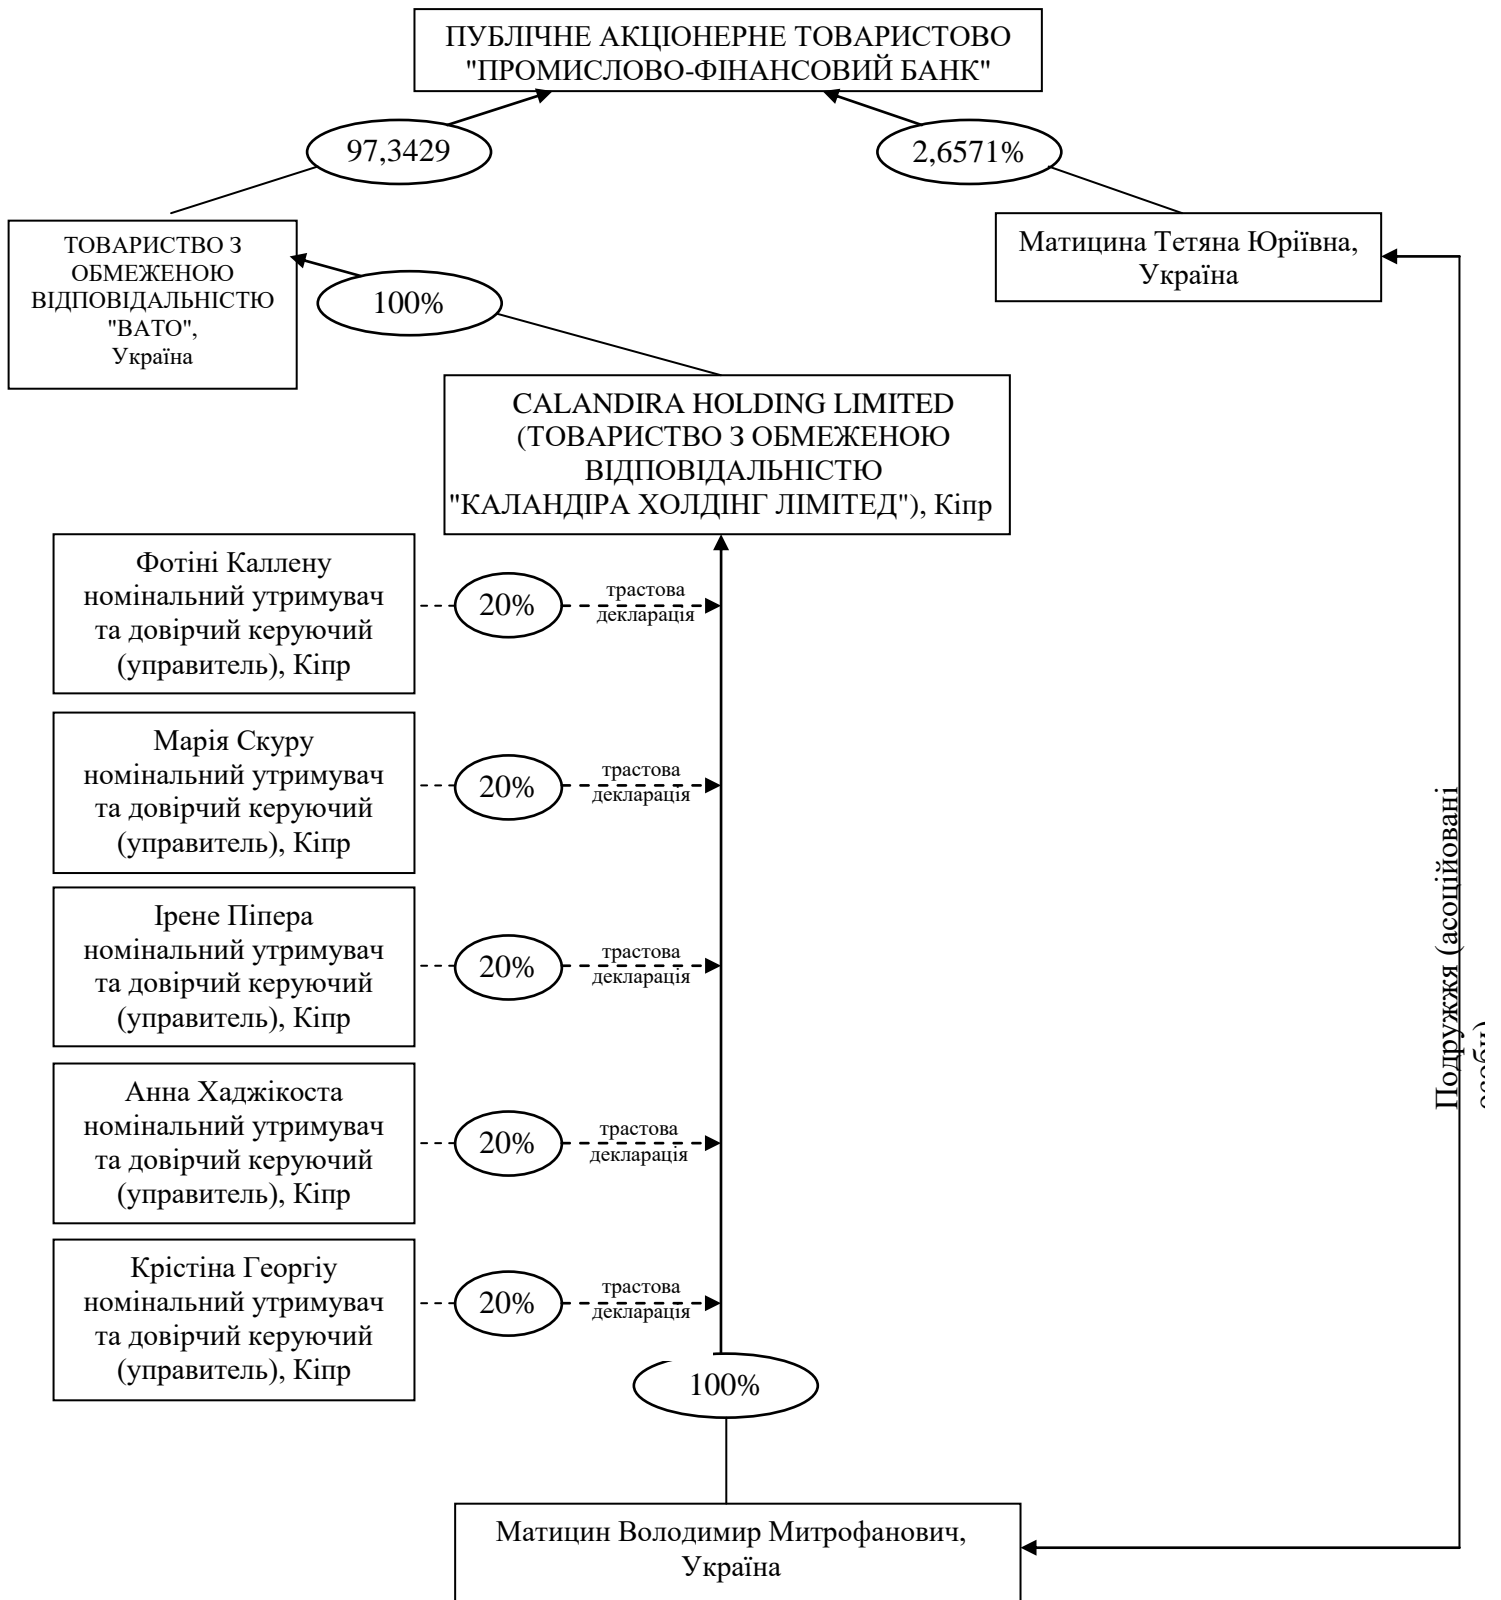 ПУБЛІЧНЕ АКЦІОНЕРНЕ ТОВАРИСТОВО
"ПРОМИСЛОВО-ФІНАНСОВИЙ БАНК"
97,3429
2,6571%
ТОВАРИСТВО З
ОБМЕЖЕНОЮ
ВІДПОВІДАЛЬНІСТЮ
"ВАТО",
Україна
Матицина Тетяна Юріївна,
Україна
100%
CALANDIRA HOLDING LIMITED
(ТОВАРИСТВО З ОБМЕЖЕНОЮ
ВІДПОВІДАЛЬНІСТЮ
"КАЛАНДІРА ХОЛДІНГ ЛІМІТЕД"), Кіпр
Фотіні Каллену
номінальний утримувач
та довірчий керуючий
(управитель), Кіпр
20%
трастова
декларація
Марія Скуру
номінальний утримувач
та довірчий керуючий
(управитель), Кіпр
20%
трастова
декларація
Ірене Піпера
номінальний утримувач
та довірчий керуючий
(управитель), Кіпр
20%
трастова
декларація
Анна Хаджікоста
номінальний утримувач
та довірчий керуючий
(управитель), Кіпр
20%
трастова
декларація
Крістіна Георгіу
номінальний утримувач
та довірчий керуючий
(управитель), Кіпр
20%
трастова
декларація
100%
Матицин Володимир Митрофанович,
Україна
Подружжя (асоційовані